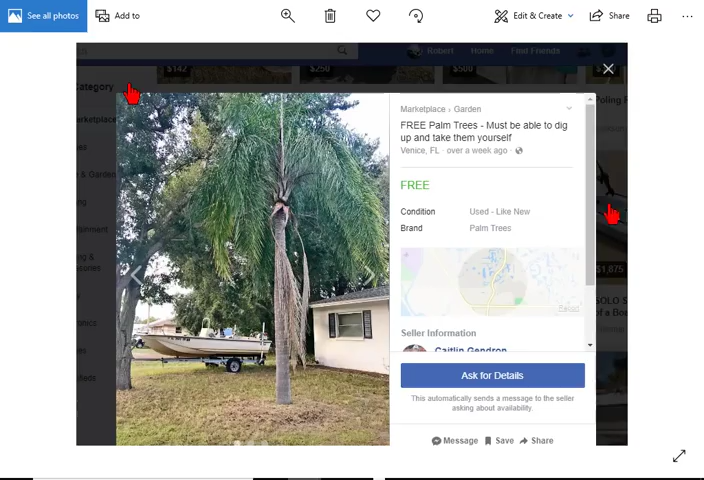 See all photos
Add to
Edit & Create
Share
Robert
Home
Find Friends
$142
$250
$500
Category
Marketplace › Garden
FREE Palm Trees - Must be able to dig
up and take them yourself
Venice, FL · over a week ago ·
FREE
Condition Used - Like New
Brand Palm Trees
Seller Information
Caitlin Gendron
Ask for Details
This automatically sends a message to the seller
asking about availability.
Message Save Share
$1,875